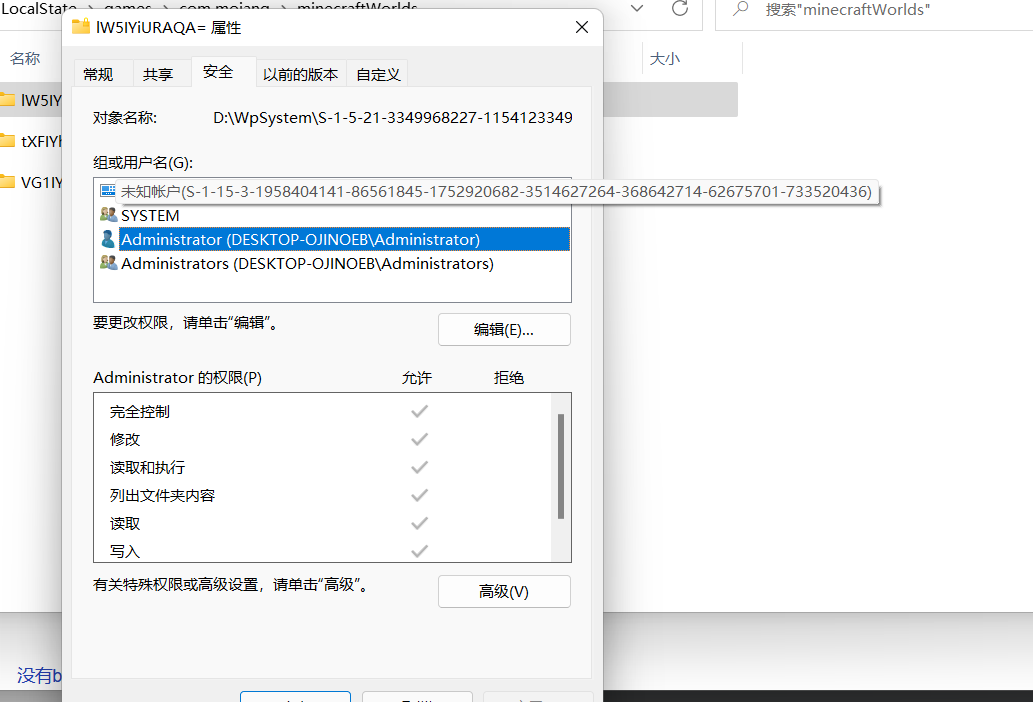 LocalState > games > com.mojang > minecraftWorlds
搜索"minecraftWorlds"
lW5IYiURAQA= 属性
名称
大小
常规
共享
安全
以前的版本
自定义
lW5IY
tXFIYh
VG1IY
对象名称:
D:\WpSystem\S-1-5-21-3349968227-1154123349
组或用户名(G):
未知帐户(S-1-15-3-1958404141-86561845-1752920682-3514627264-368642714-62675701-733520436)
SYSTEM
Administrator (DESKTOP-OJINOEB\Administrator)
Administrators (DESKTOP-OJINOEB\Administrators)
要更改权限，请单击“编辑”。
编辑(E)...
Administrator 的权限(P)
允许
拒绝
完全控制
修改
读取和执行
列出文件夹内容
读取
写入
有关特殊权限或高级设置，请单击“高级”。
高级(V)
没有b